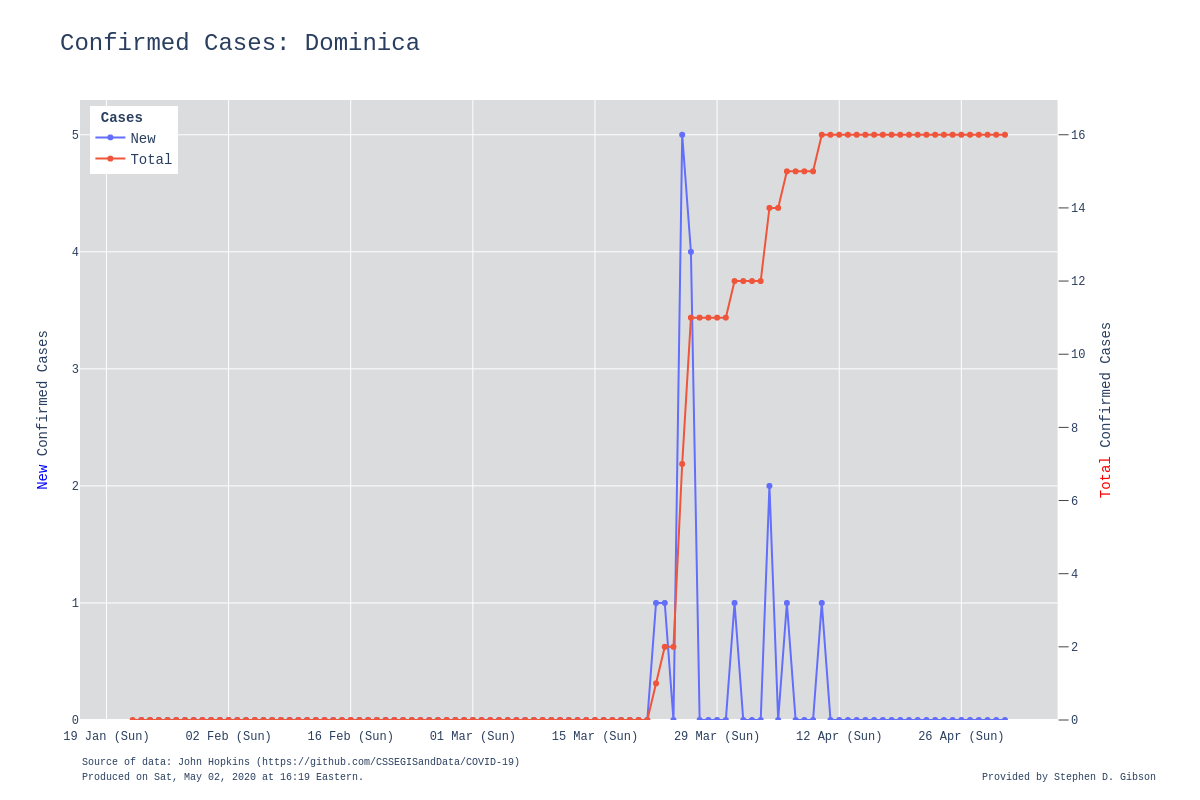 Confirmed Cases: Dominica
Cases
New
Total
5
4
3
2
1
0
New Confirmed Cases
16
14
12
10
8
6
4
2
0
Total Confirmed Cases
19 Jan (Sun)
02 Feb (Sun)
16 Feb (Sun)
01 Mar (Sun)
15 Mar (Sun)
29 Mar (Sun)
12 Apr (Sun)
26 Apr (Sun)
Source of data: John Hopkins (https://github.com/CSSEGISandData/COVID-19)
Produced on Sat, May 02, 2020 at 16:19 Eastern.
Provided by Stephen D. Gibson